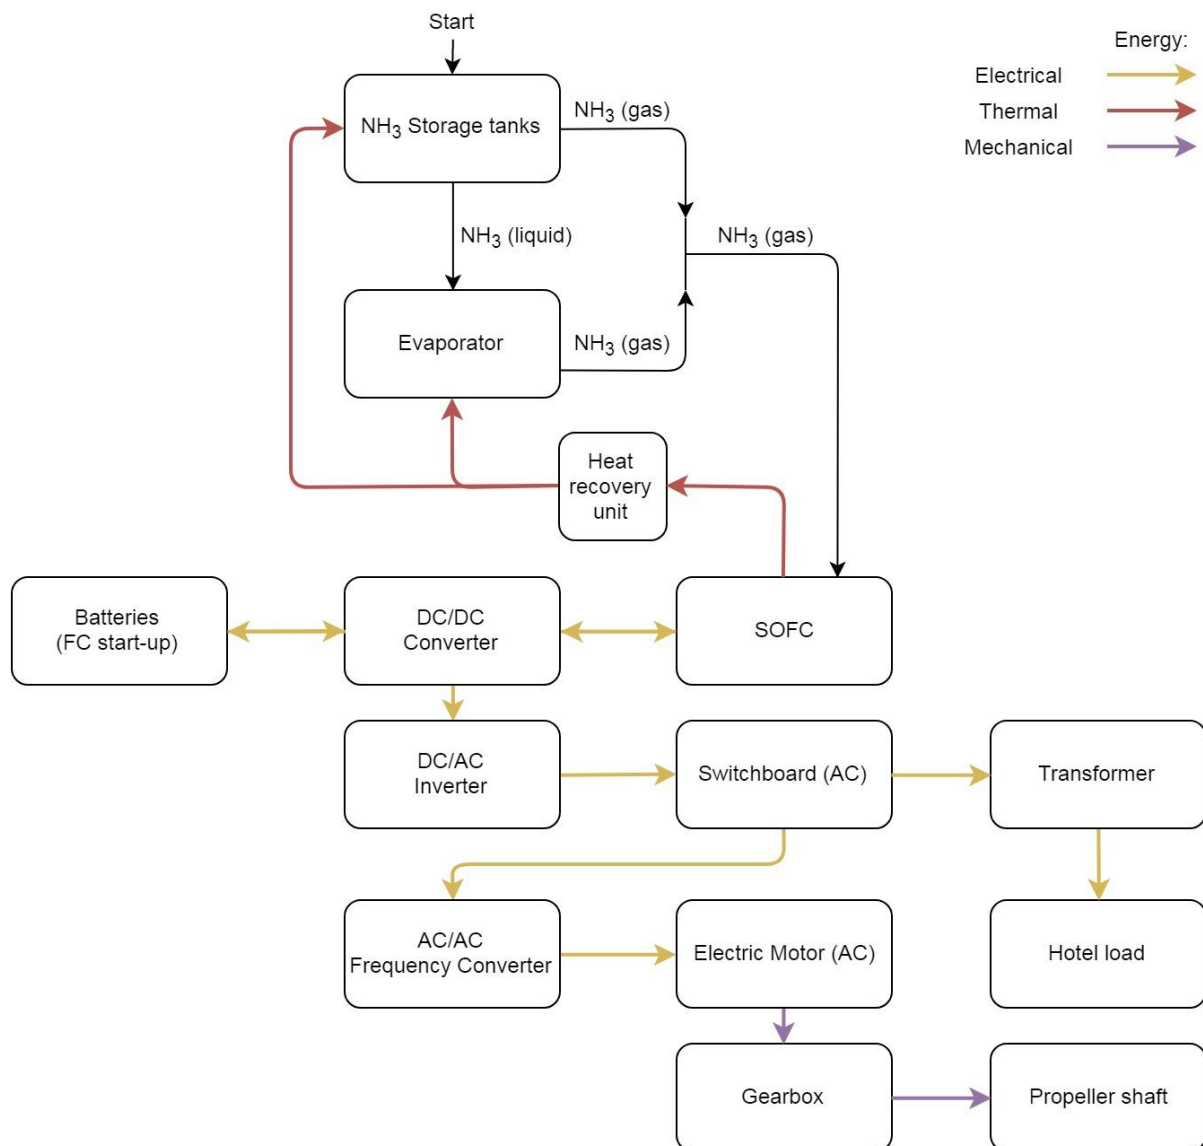 Start
Energy:
Electrical
Thermal
Mechanical
NH₃ Storage tanks
NH₃ (gas)
NH₃ (liquid)
NH₃ (gas)
Evaporator
NH₃ (gas)
Heat
recovery
unit
Batteries
(FC start-up)
DC/DC
Converter
SOFC
DC/AC
Inverter
Switchboard (AC)
Transformer
AC/AC
Frequency Converter
Electric Motor (AC)
Hotel load
Gearbox
Propeller shaft